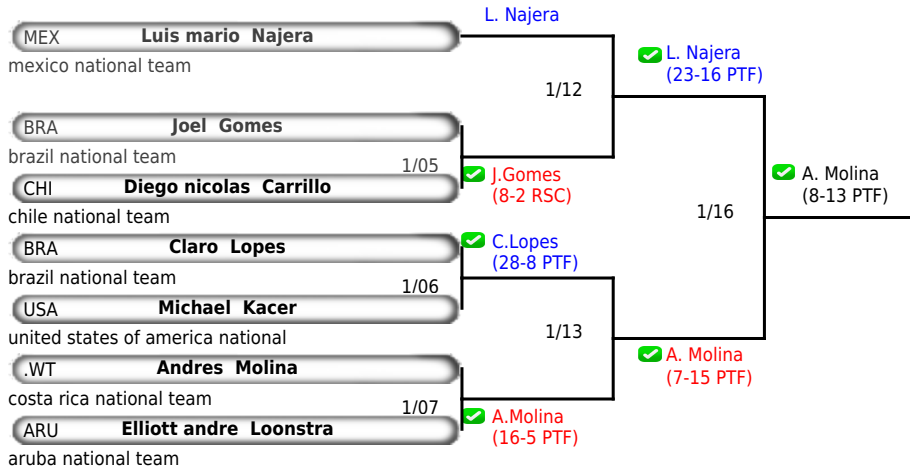 L. Najera
MEX Luis mario Najera
mexico national team
L. Najera
(23-16 PTF)
1/12
BRA Joel Gomes
brazil national team
1/05
J.Gomes
(8-2 RSC)
CHI Diego nicolas Carrillo
chile national team
A. Molina
(8-13 PTF)
1/16
BRA Claro Lopes
brazil national team
C.Lopes
(28-8 PTF)
1/06
USA Michael Kacer
united states of america national
1/13
.WT Andres Molina
costa rica national team
A. Molina
(7-15 PTF)
1/07
A.Molina
(16-5 PTF)
ARU Elliott andre Loonstra
aruba national team